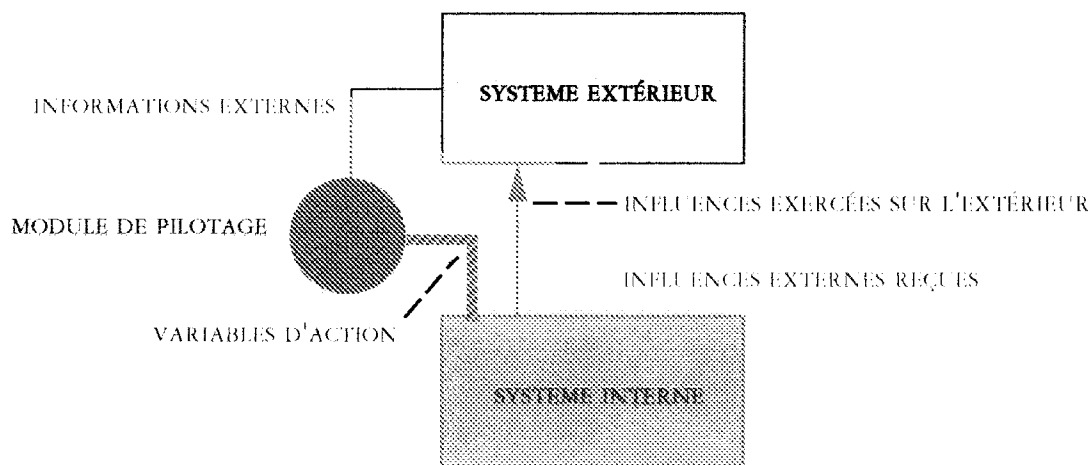 SYSTEME EXTÉRIEUR
INFORMATIONS EXTERNES
INFLUENCES EXERCÉES SUR L'EXTÉRIEUR
MODULE DE PILOTAGE
INFLUENCES EXTERNES REÇUES
VARIABLES D'ACTION
SYSTEME INTERNE